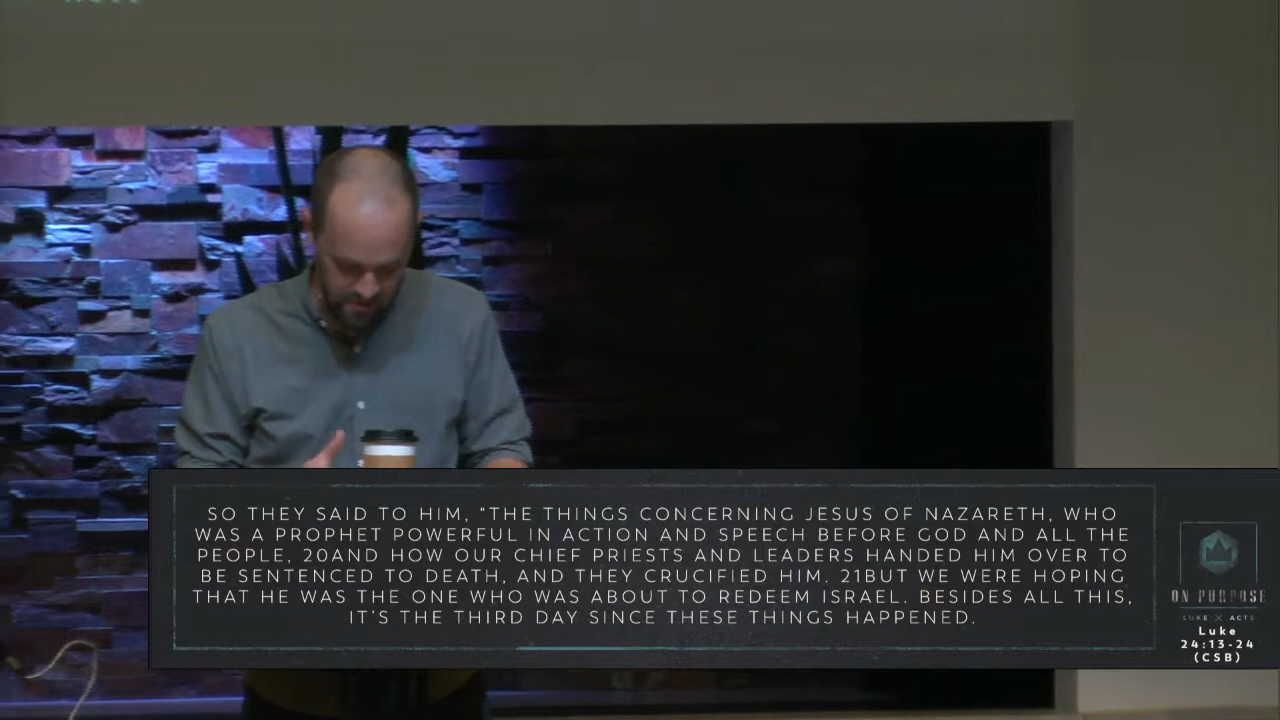 SO THEY SAID TO HIM, “THE THINGS CONCERNING JESUS OF NAZARETH, WHO
WAS A PROPHET POWERFUL IN ACTION AND SPEECH BEFORE GOD AND ALL THE
PEOPLE, 20AND HOW OUR CHIEF PRIESTS AND LEADERS HANDED HIM OVER TO
BE SENTENCED TO DEATH, AND THEY CRUCIFIED HIM. 21BUT WE WERE HOPING
THAT HE WAS THE ONE WHO WAS ABOUT TO REDEEM ISRAEL. BESIDES ALL THIS,
IT’S THE THIRD DAY SINCE THESE THINGS HAPPENED.
ON PURPOSE
LUKE X ACTS
Luke
24:13-24
(CSB)